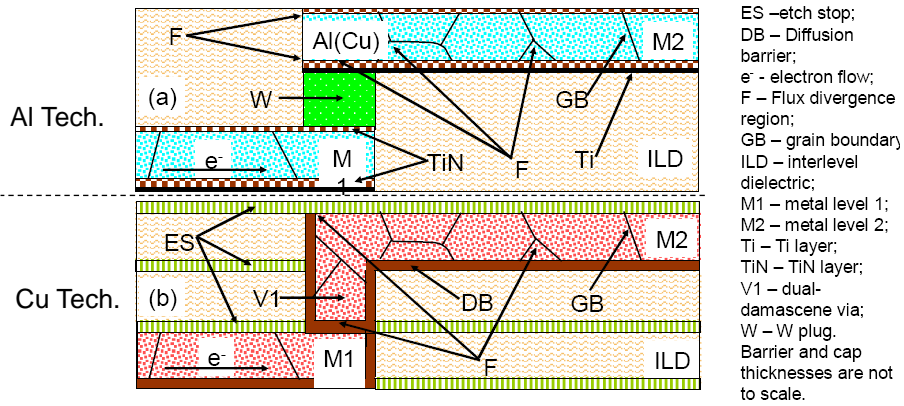 F
Al(Cu)
M2
(a)
W
GB
Al Tech.
e-
M
1
TiN
F
Ti
ILD
ES
M2
(b)
V1
DB
GB
Cu Tech.
e-
M1
F
ILD
ES –etch stop;
DB – Diffusion
barrier;
e- - electron flow;
F – Flux divergence
region;
GB – grain boundary
ILD – interlevel
dielectric;
M1 – metal level 1;
M2 – metal level 2;
Ti – Ti layer;
TiN – TiN layer;
V1 – dual-
damascene via;
W – W plug.
Barrier and cap
thicknesses are not
to scale.